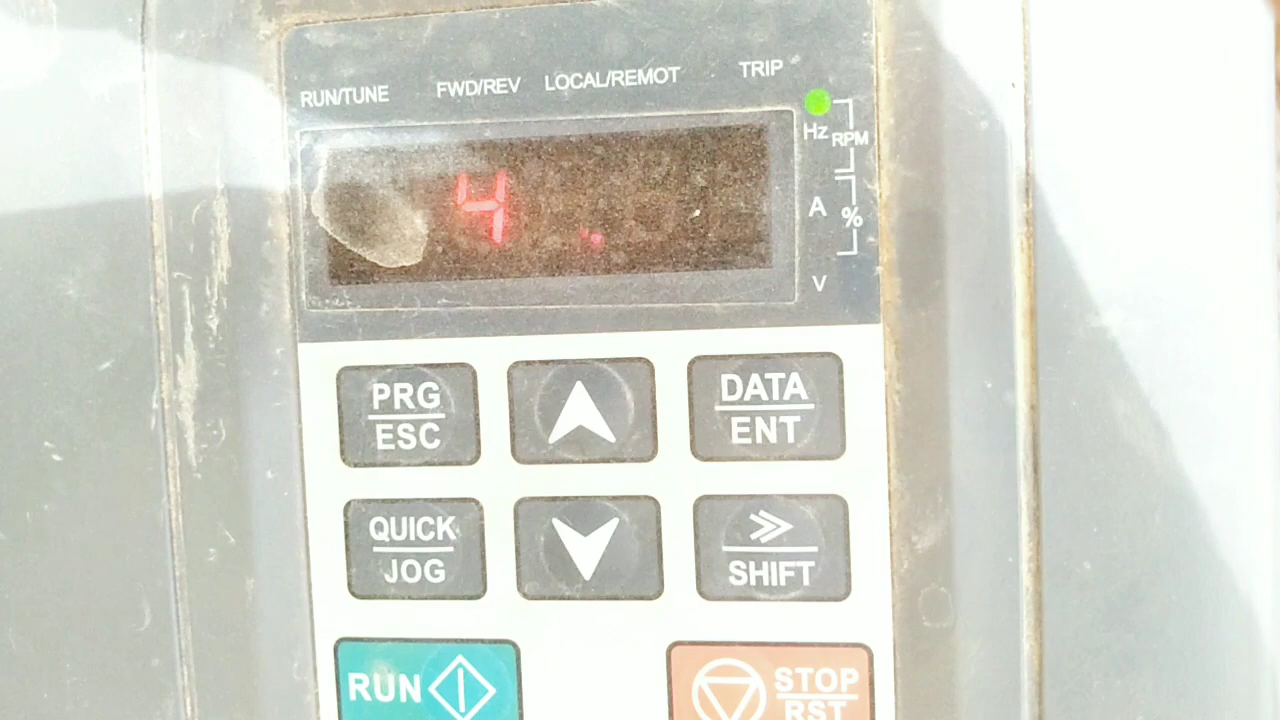 RUN/TUNE FWD/REV LOCAL/REMOT TRIP
Hz RPM
A %
V
4
PRG
ESC
DATA
ENT
QUICK
JOG
SHIFT
RUN
STOP
RST